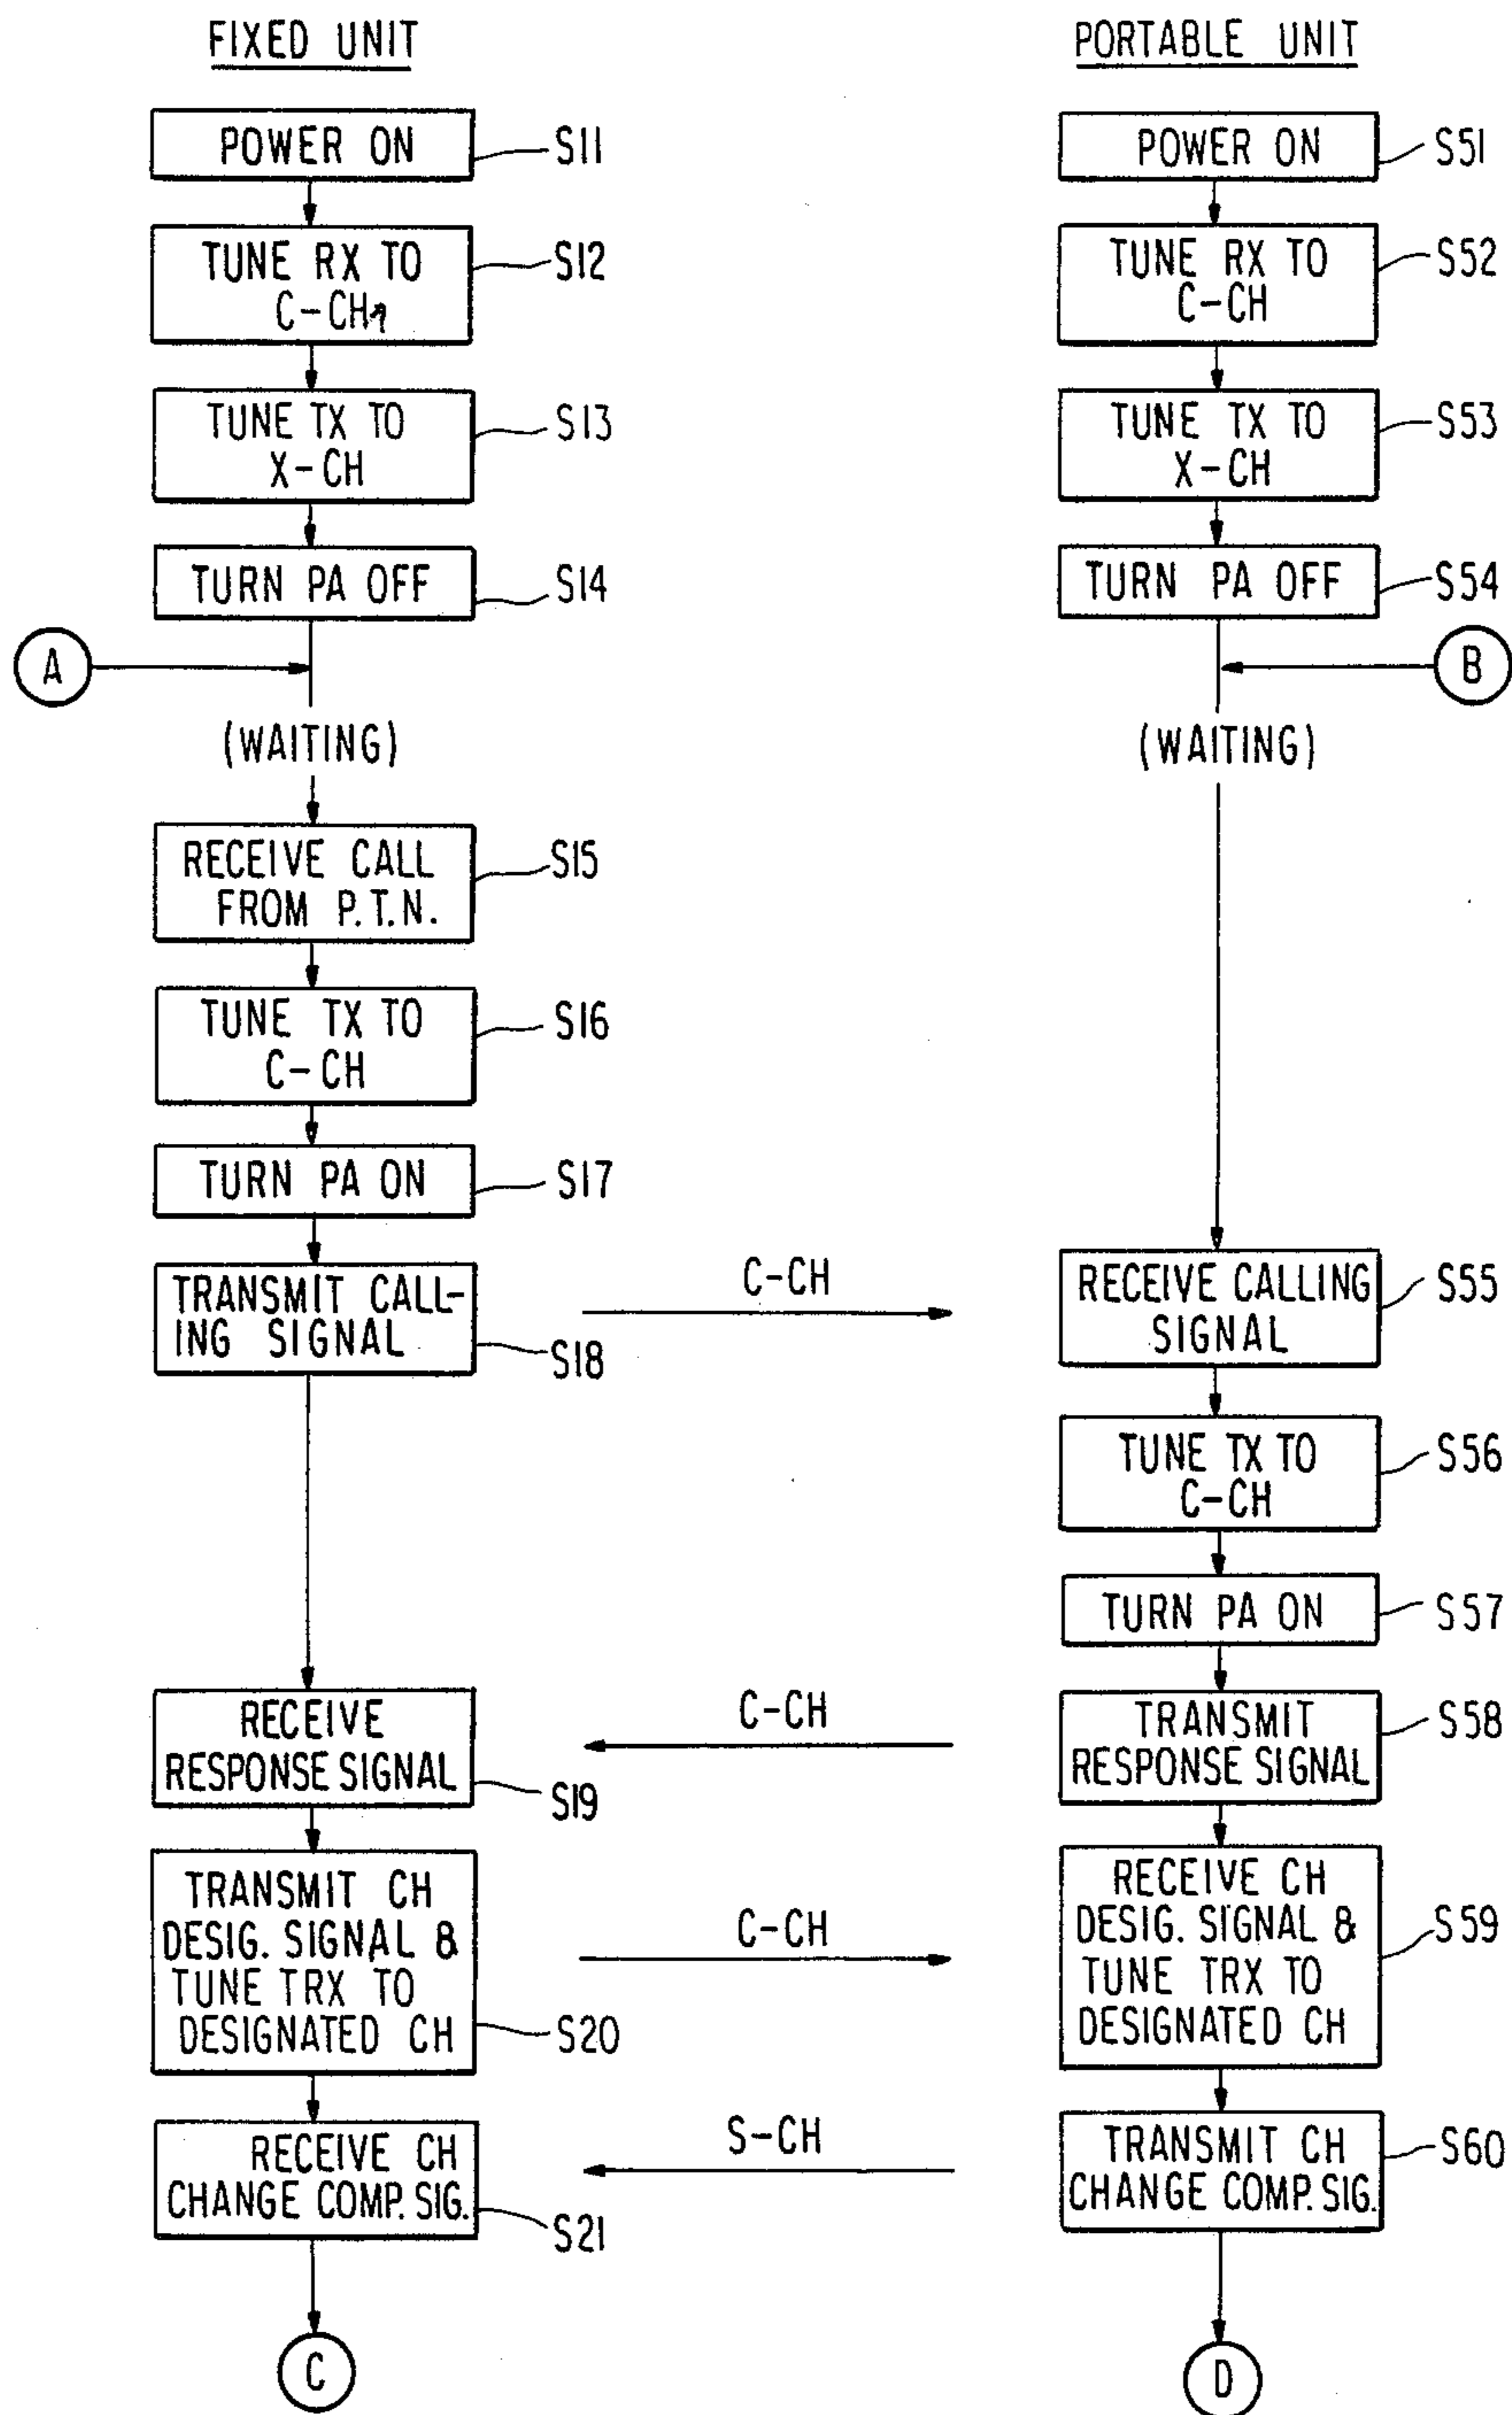 FIXED UNIT
POWER ON
S11
TUNE RX TO
C-CH
S12
TUNE TX TO
X-CH
S13
TURN PA OFF
S14
A
(WAITING)
RECEIVE CALL
FROM P.T.N.
S15
TUNE TX TO
C-CH
S16
TURN PA ON
S17
TRANSMIT CALL-
ING SIGNAL
S18
C-CH
RECEIVE
RESPONSE SIGNAL
S19
C-CH
TRANSMIT CH
DESIG. SIGNAL &
TUNE TRX TO
DESIGNATED CH
S20
C-CH
RECEIVE CH
CHANGE COMP. SIG.
S21
S-CH
C
PORTABLE UNIT
POWER ON
S51
TUNE RX TO
C-CH
S52
TUNE TX TO
X-CH
S53
TURN PA OFF
S54
B
(WAITING)
RECEIVE CALLING
SIGNAL
S55
TUNE TX TO
C-CH
S56
TURN PA ON
S57
TRANSMIT
RESPONSE SIGNAL
S58
RECEIVE CH
DESIG. SIGNAL &
TUNE TRX TO
DESIGNATED CH
S59
TRANSMIT CH
CHANGE COMP. SIG.
S60
D